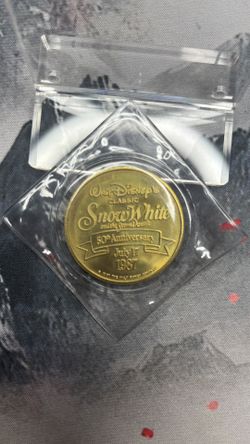 Walt Disney's
CLASSIC
Snow White
and the Seven Dwarfs
50th Anniversary
July 17
1987